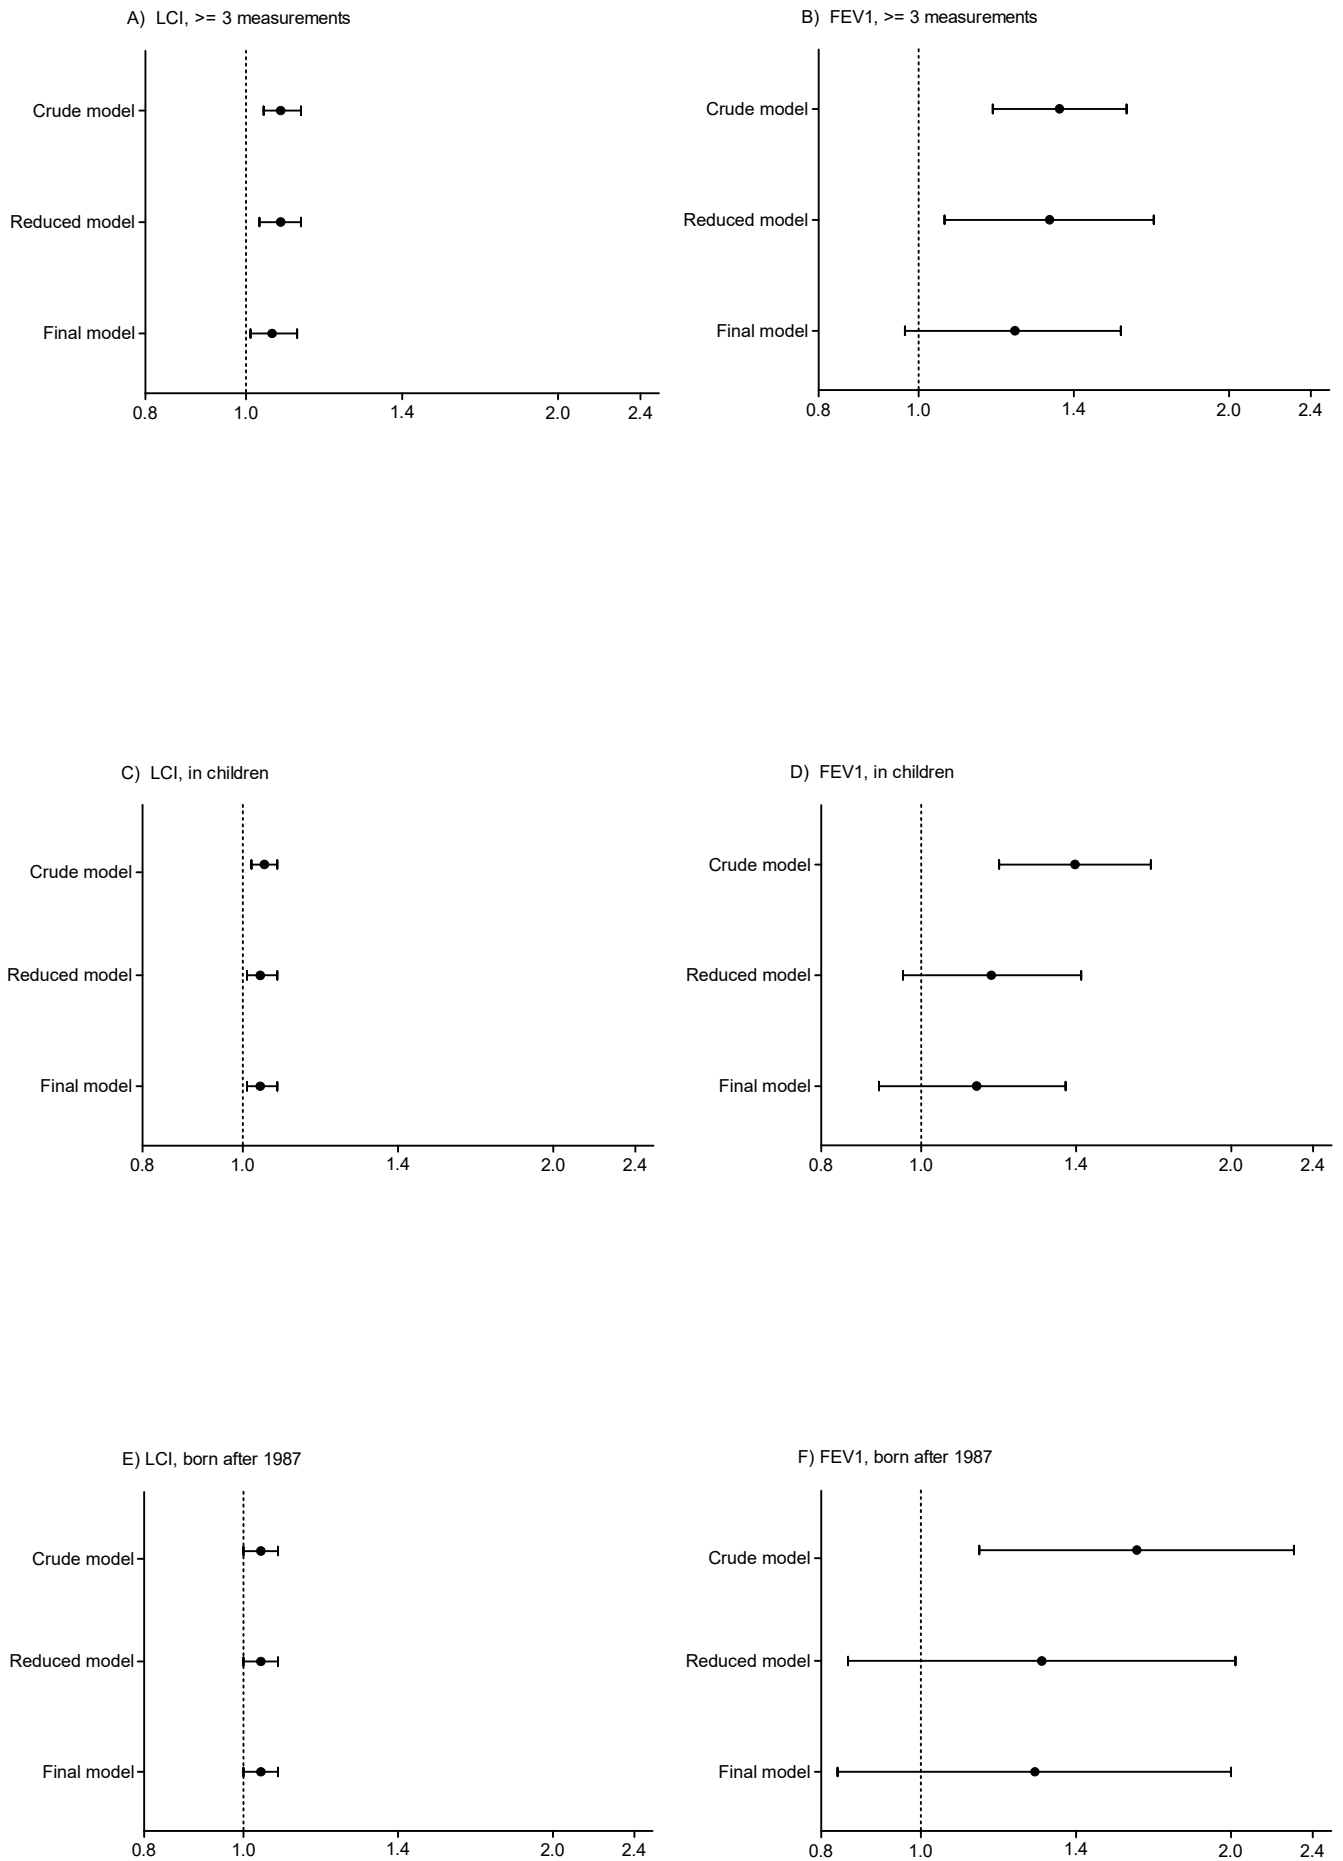 A)  LCI, >= 3 measurements
Crude model
Reduced model
Final model
0.8 1.0 1.4 2.0 2.4
B)  FEV1, >= 3 measurements
Crude model
Reduced model
Final model
0.8 1.0 1.4 2.0 2.4
C)  LCI, in children
Crude model
Reduced model
Final model
0.8 1.0 1.4 2.0 2.4
D)  FEV1, in children
Crude model
Reduced model
Final model
0.8 1.0 1.4 2.0 2.4
E) LCI, born after 1987
Crude model
Reduced model
Final model
0.8 1.0 1.4 2.0 2.4
F) FEV1, born after 1987
Crude model
Reduced model
Final model
0.8 1.0 1.4 2.0 2.4